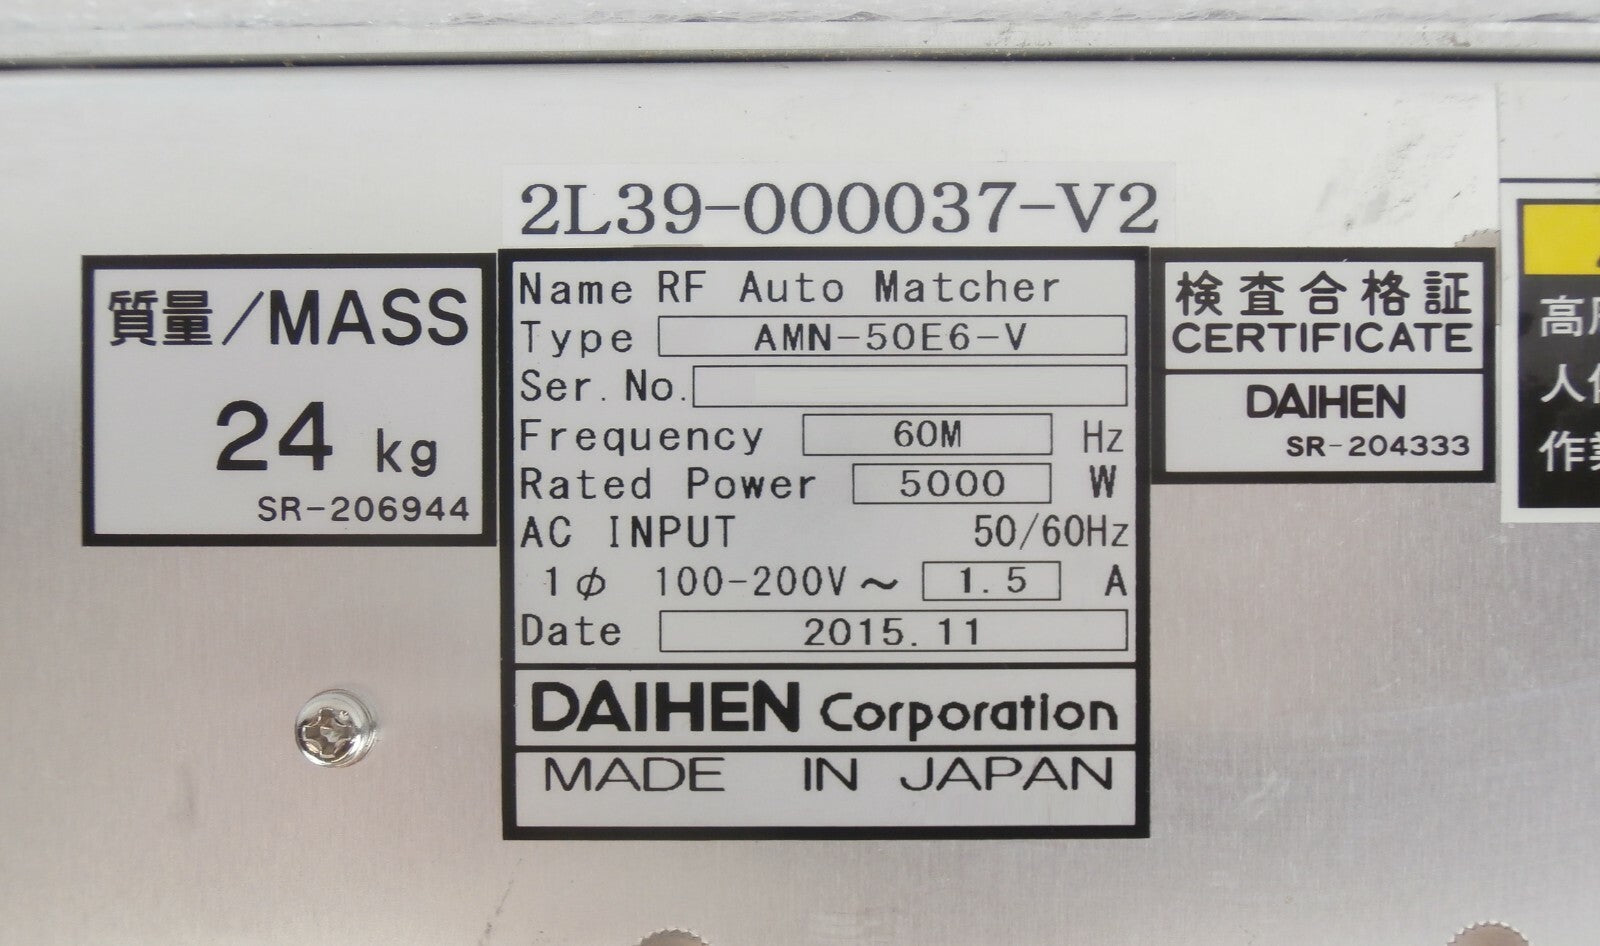 2L39-000037-V2
質量/MASS
24 kg
SR-206944
Name RF Auto Matcher
Type AMN-50E6-V
Ser. No.
Frequency 60M Hz
Rated Power 5000 W
AC INPUT 50/60Hz
1φ 100-200V～ 1.5 A
Date 2015.11
DAIHEN Corporation
MADE IN JAPAN
検査合格証
CERTIFICATE
DAIHEN
SR-204333
高
人
作